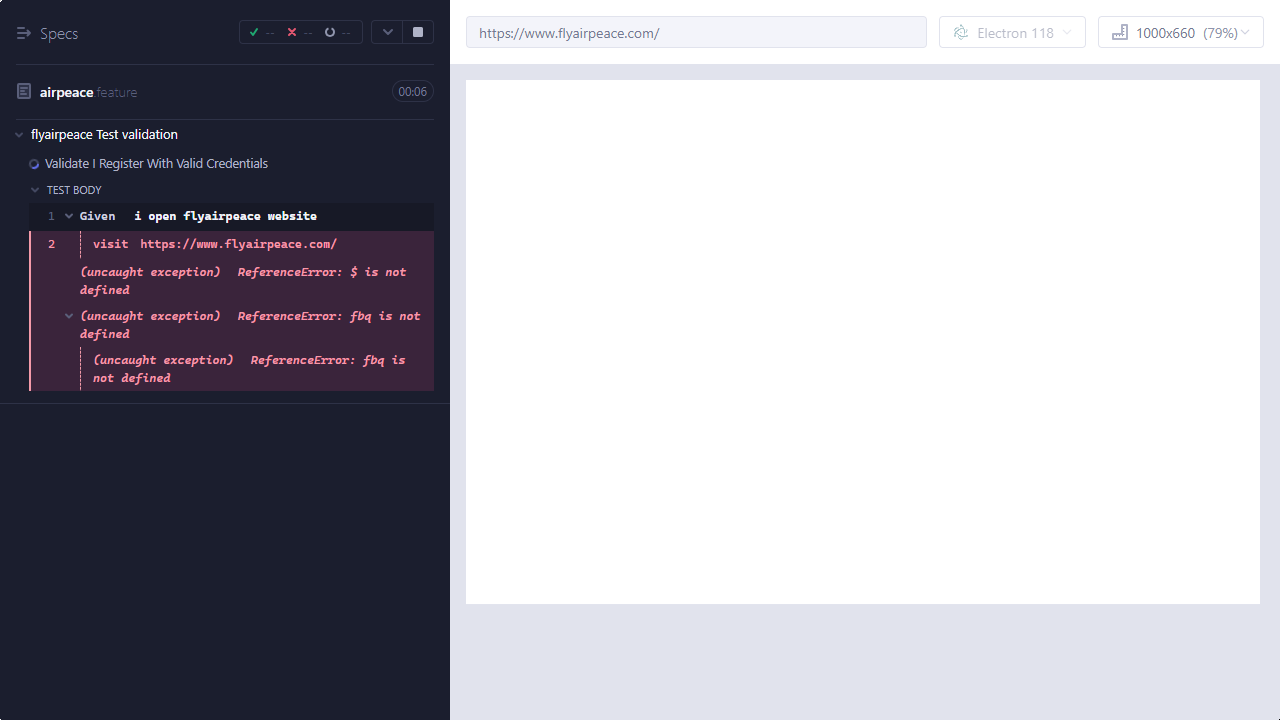 Specs
-- -- --
https://www.flyairpeace.com/
Electron 118
1000x660 (79%)
airpeace.feature
00:06
flyairpeace Test validation
Validate I Register With Valid Credentials
TEST BODY
1 Given i open flyairpeace website
2 visit https://www.flyairpeace.com/
(uncaught exception) ReferenceError: $ is not
defined
(uncaught exception) ReferenceError: fbq is not
defined
(uncaught exception) ReferenceError: fbq is
not defined